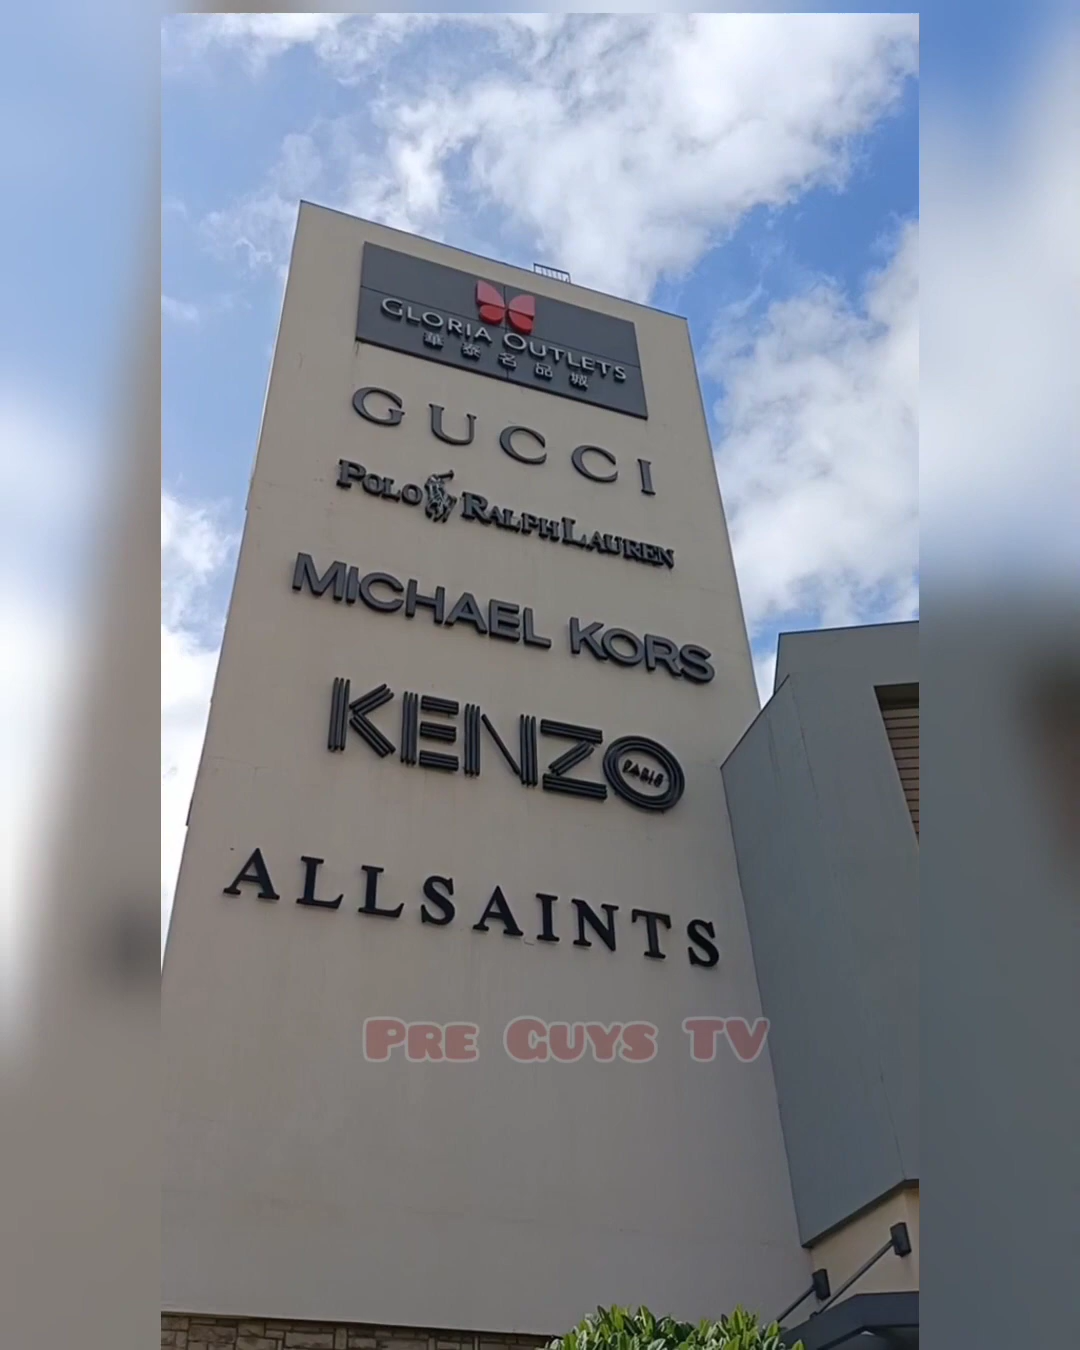 GLORIA OUTLETS
華泰名品城
GUCCI
POLO RALPH LAUREN
MICHAEL KORS
KENZO
PARIS
ALLSAINTS
PRE GUYS TV